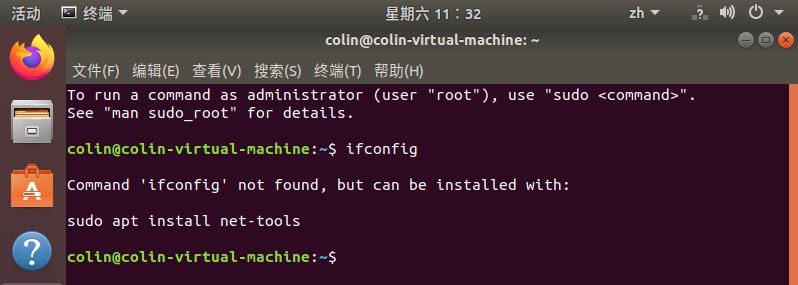 活动 终端 星期六 11：32 zh ?
colin@colin-virtual-machine: ~
文件(F) 编辑(E) 查看(V) 搜索(S) 终端(T) 帮助(H)
To run a command as administrator (user "root"), use "sudo <command>".
See "man sudo_root" for details.
colin@colin-virtual-machine:~$ ifconfig
Command 'ifconfig' not found, but can be installed with:
sudo apt install net-tools
colin@colin-virtual-machine:~$